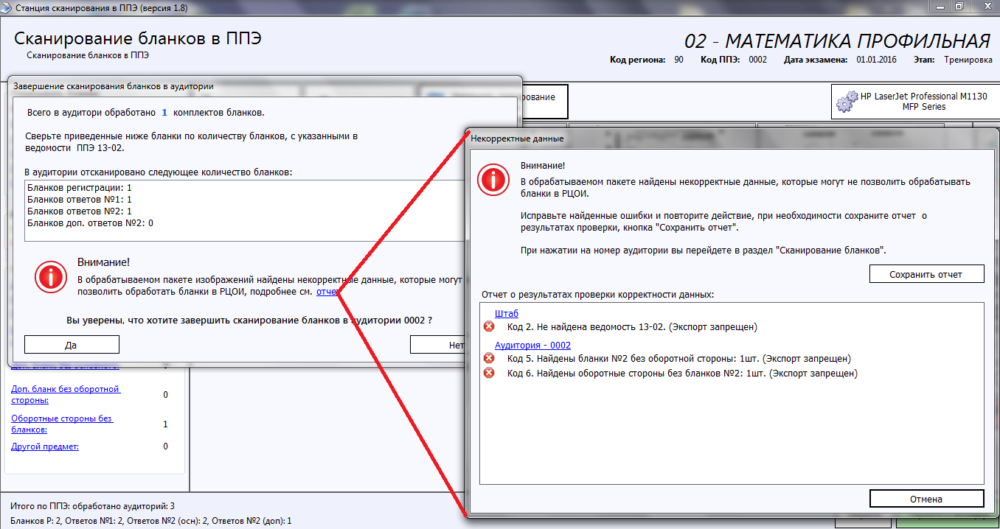 Станция сканирования в ППЭ (версия 1.8)
Сканирование бланков в ППЭ
Сканирование бланков в ППЭ
02 - МАТЕМАТИКА ПРОФИЛЬНАЯ
Код региона: 90 Код ППЭ: 0002 Дата экзамена: 01.01.2016 Этап: Тренировка
HP LaserJet Professional M1130
MFP Series
Завершение сканирования бланков в аудитории
Всего в аудитори обработано 1 комплектов бланков.
Сверьте приведенные ниже бланки по количеству бланков, с указанными в
ведомости ППЭ 13-02.
В аудитории отсканировано следующее количество бланков:
Бланков регистрации: 1
Бланков ответов №1: 1
Бланков ответов №2: 1
Бланков доп. ответов №2: 0
Внимание!
В обрабатываемом пакете изображений найдены некорректные данные, которые могут
позволить обработать бланки в РЦОИ, подробнее см. отчет
Вы уверены, что хотите завершить сканирование бланков в аудитории 0002 ?
Да
Нет
Некорректные данные
Внимание!
В обрабатываемом пакете найдены некорректные данные, которые могут не позволить обрабатывать
бланки в РЦОИ.
Исправьте найденные ошибки и повторите действие, при необходимости сохраните отчет о
результатах проверки, кнопка "Сохранить отчет".
При нажатии на номер аудитории вы перейдете в раздел "Сканирование бланков".
Сохранить отчет
Отчет о результатах проверки корректности данных:
Штаб
Код 2. Не найдена ведомость 13-02. (Экспорт запрещен)
Аудитория - 0002
Код 5. Найдены бланки №2 без оборотной стороны: 1шт. (Экспорт запрещен)
Код 6. Найдены оборотные стороны без бланков №2: 1шт. (Экспорт запрещен)
Отмена
Доп. бланк без оборотной
стороны: 0
Оборотные стороны без
бланков: 1
Другой предмет: 0
Итого по ППЭ: обработано аудиторий: 3
Бланков Р: 2, Ответов №1: 2, Ответов №2 (осн): 2, Ответов №2 (доп): 1